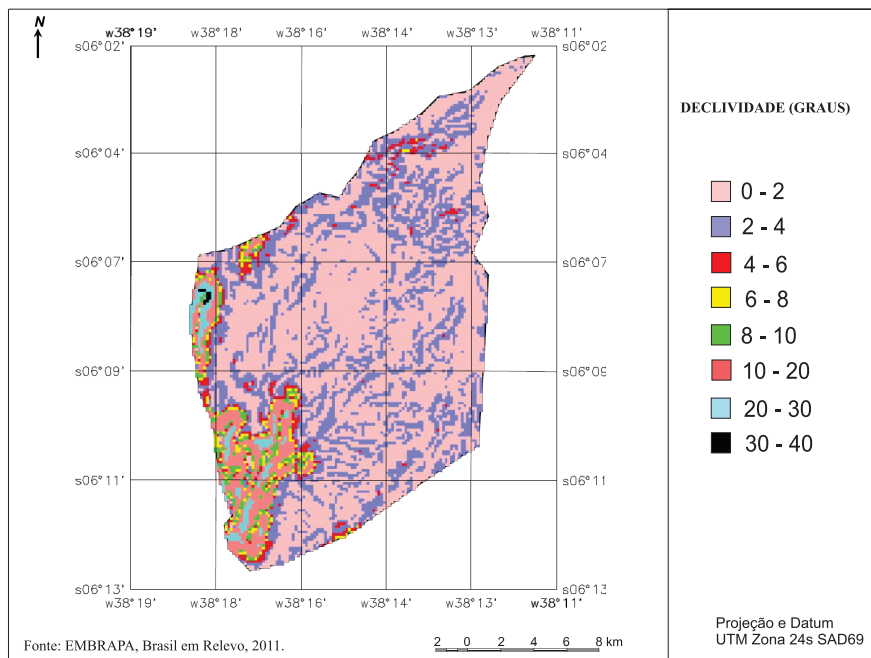 N
w38°19' w38°18' w38°16' w38°14' w38°13' w38°11'
s06°02' s06°02
s06°04' s06°04
s06°07' s06°07
s06°09' s06°09
s06°11' s06°11
s06°13' s06°13
w38°19' w38°18' w38°16' w38°14' w38°13' w38°11'
DECLIVIDADE (GRAUS)
0 - 2
2 - 4
4 - 6
6 - 8
8 - 10
10 - 20
20 - 30
30 - 40
Fonte: EMBRAPA, Brasil em Relevo, 2011.
2 0 2 4 6 8 km
Projeção e Datum
UTM Zona 24s SAD69